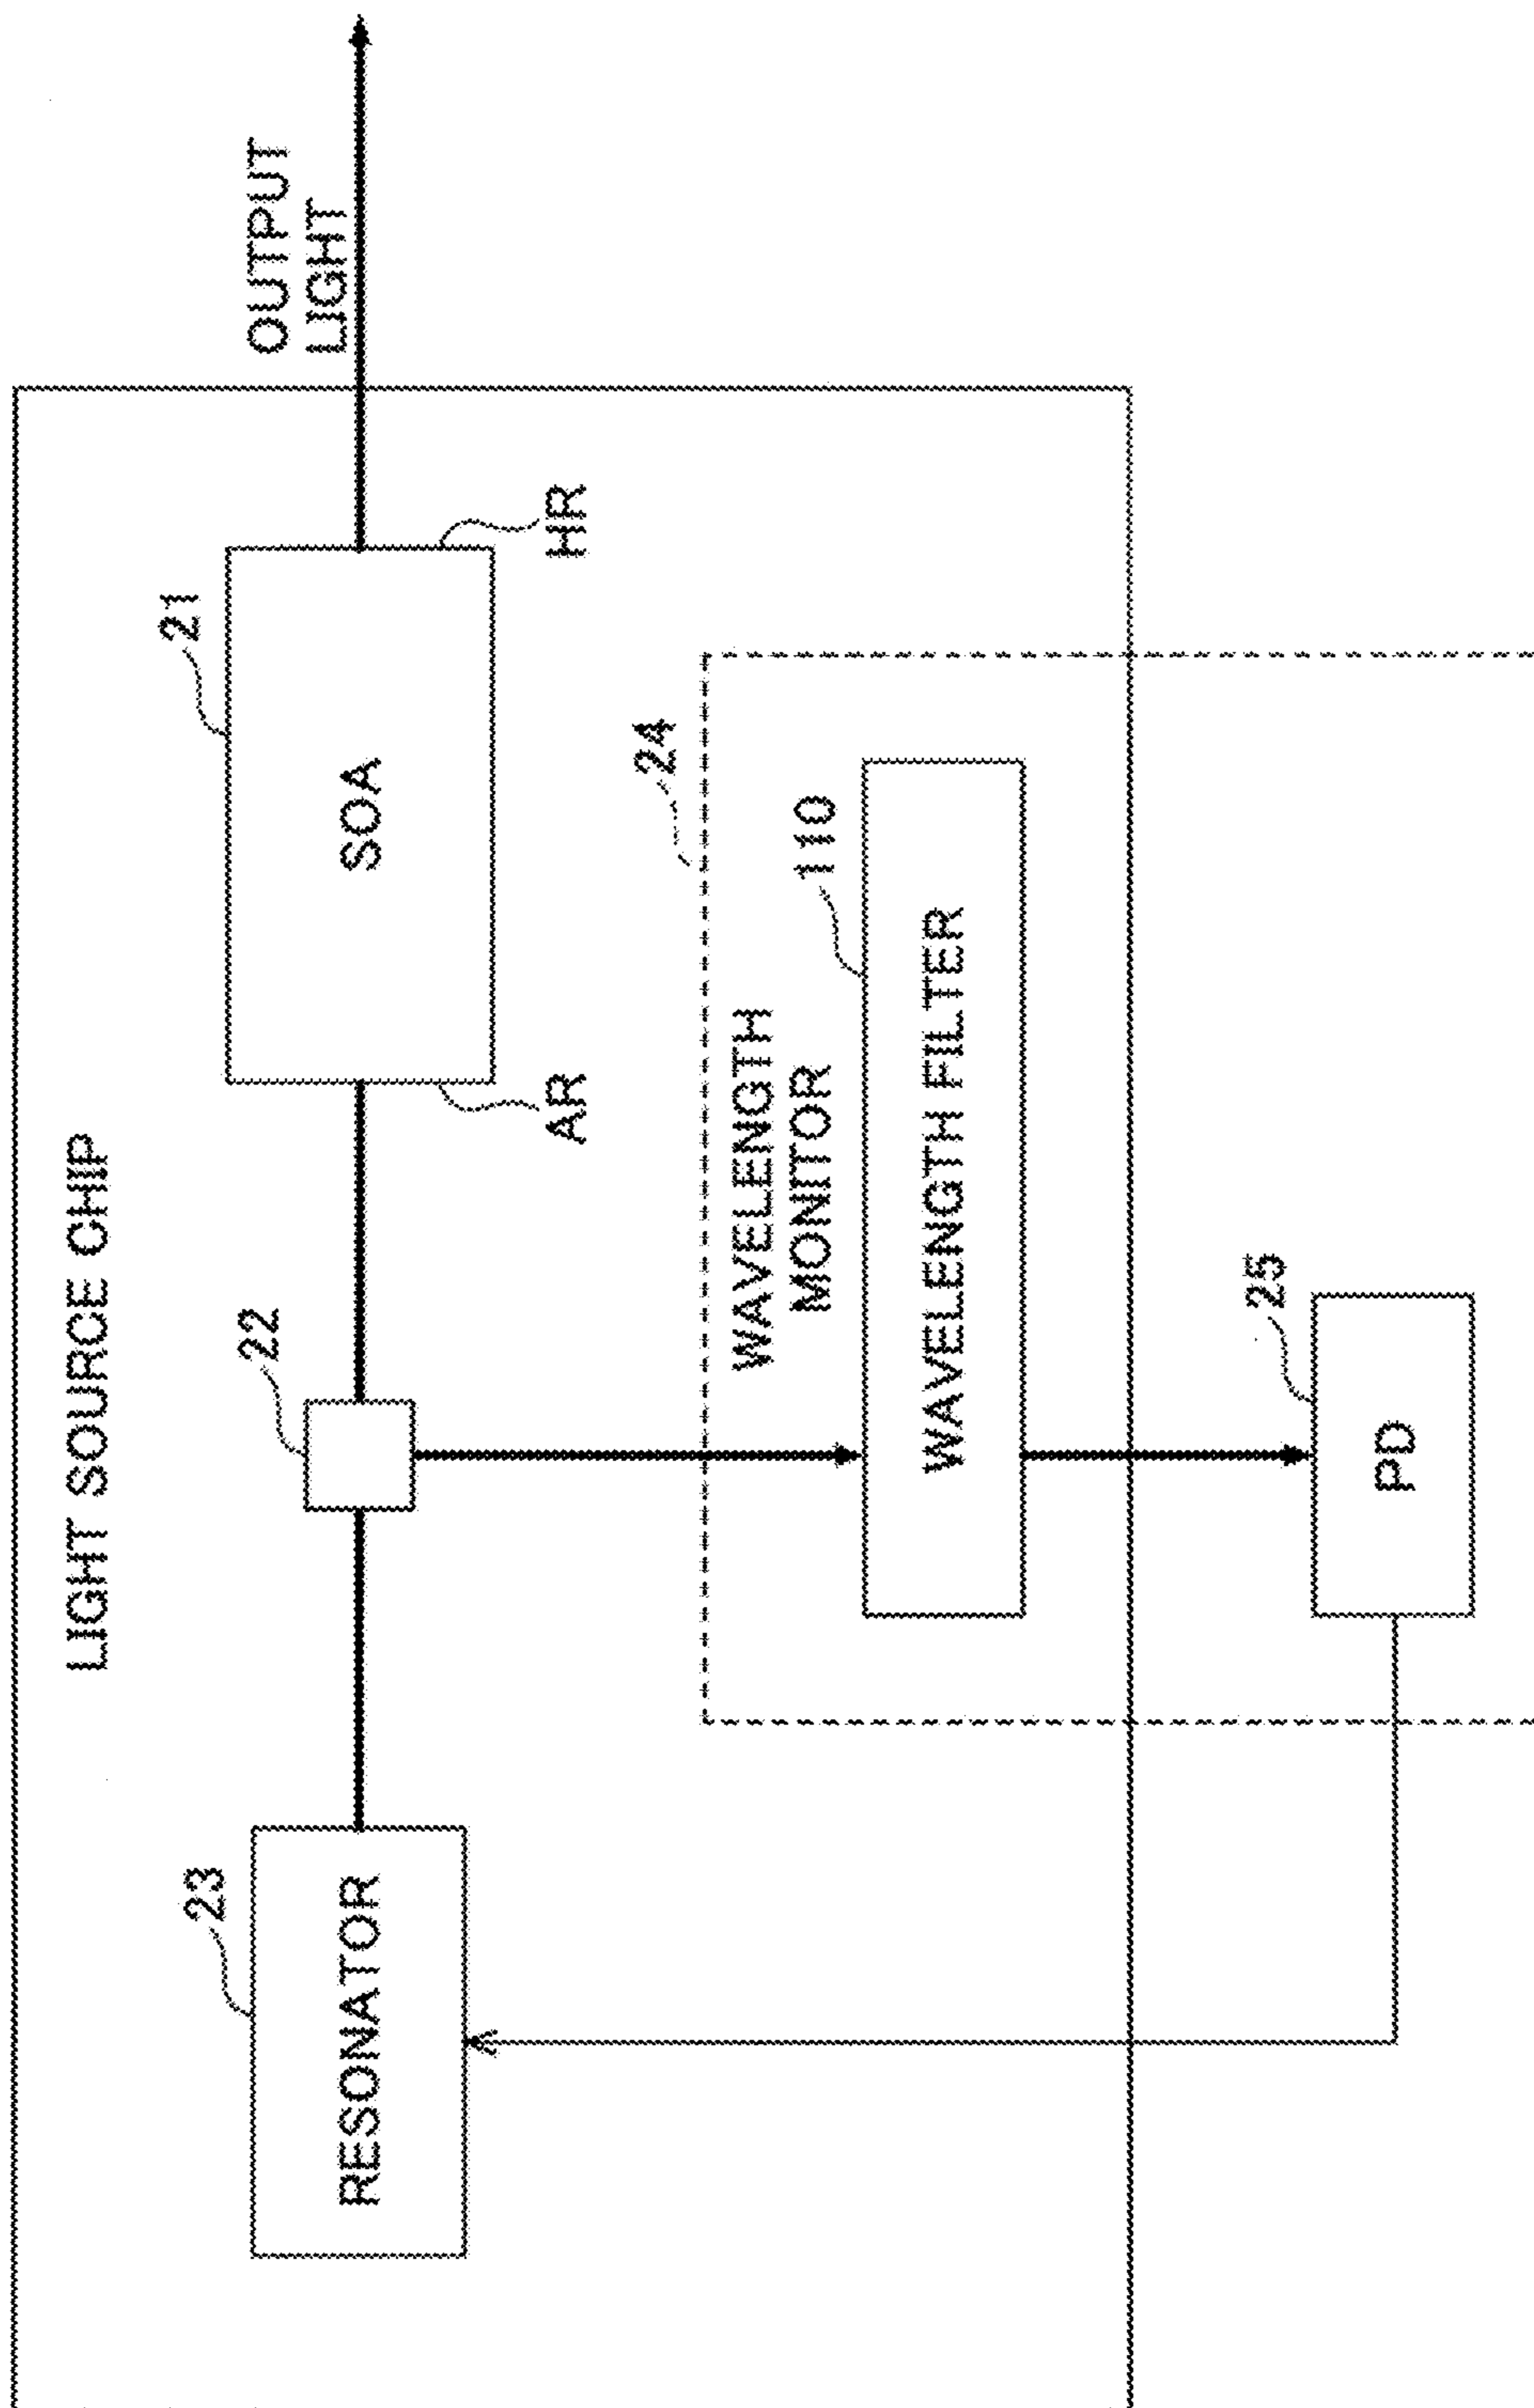 LIGHT SOURCE CHIP
23
RESONATOR
22
21
SOA
AR
HR
OUTPUT
LIGHT
24
WAVELENGTH
MONITOR
110
WAVELENGTH FILTER
25
PD